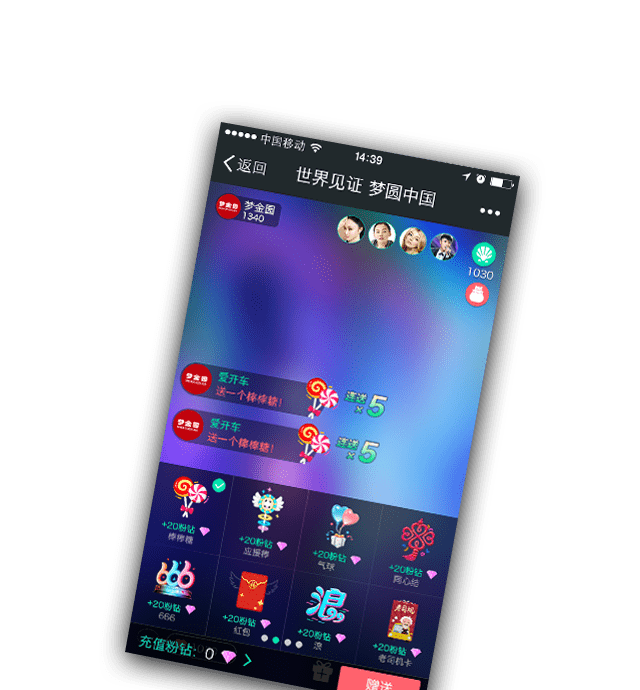 中国移动
14:39
返回
世界见证 梦圆中国
梦金园
梦金园
1340
1030
梦金园
爱开车
送一个棒棒糖!
连送
× 5
梦金园
爱开车
送一个棒棒糖!
连送
× 5
+20粉钻
棒棒糖
+20粉钻
应援棒
+20粉钻
气球
+20粉钻
同心结
666
+20粉钻
666
+20粉钻
红包
浪
+20粉钻
浪
老司机
+20粉钻
老司机卡
充值粉钻: 0
赠送